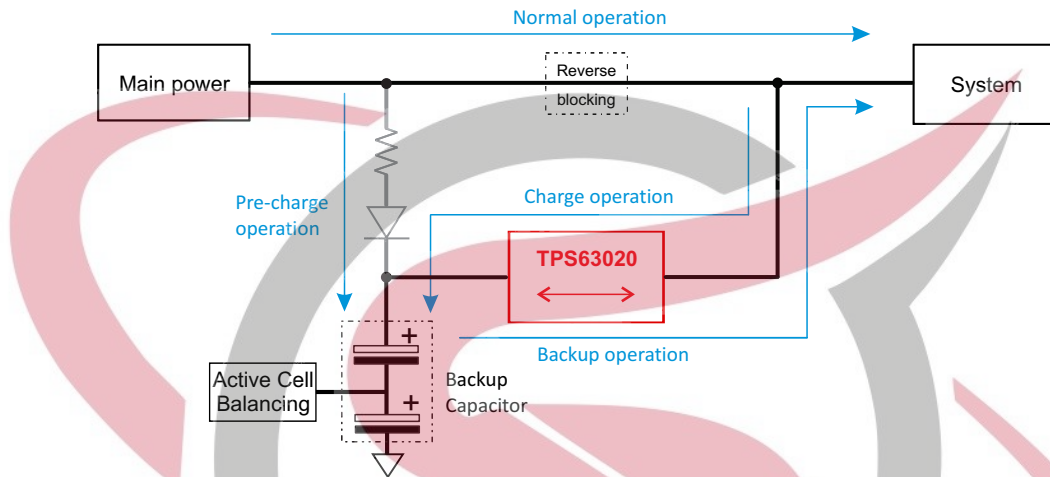 Normal operation
Main power
Reverse
blocking
System
Pre-charge
operation
Charge operation
TPS63020
Backup operation
+
+
Active Cell
Balancing
Backup
Capacitor